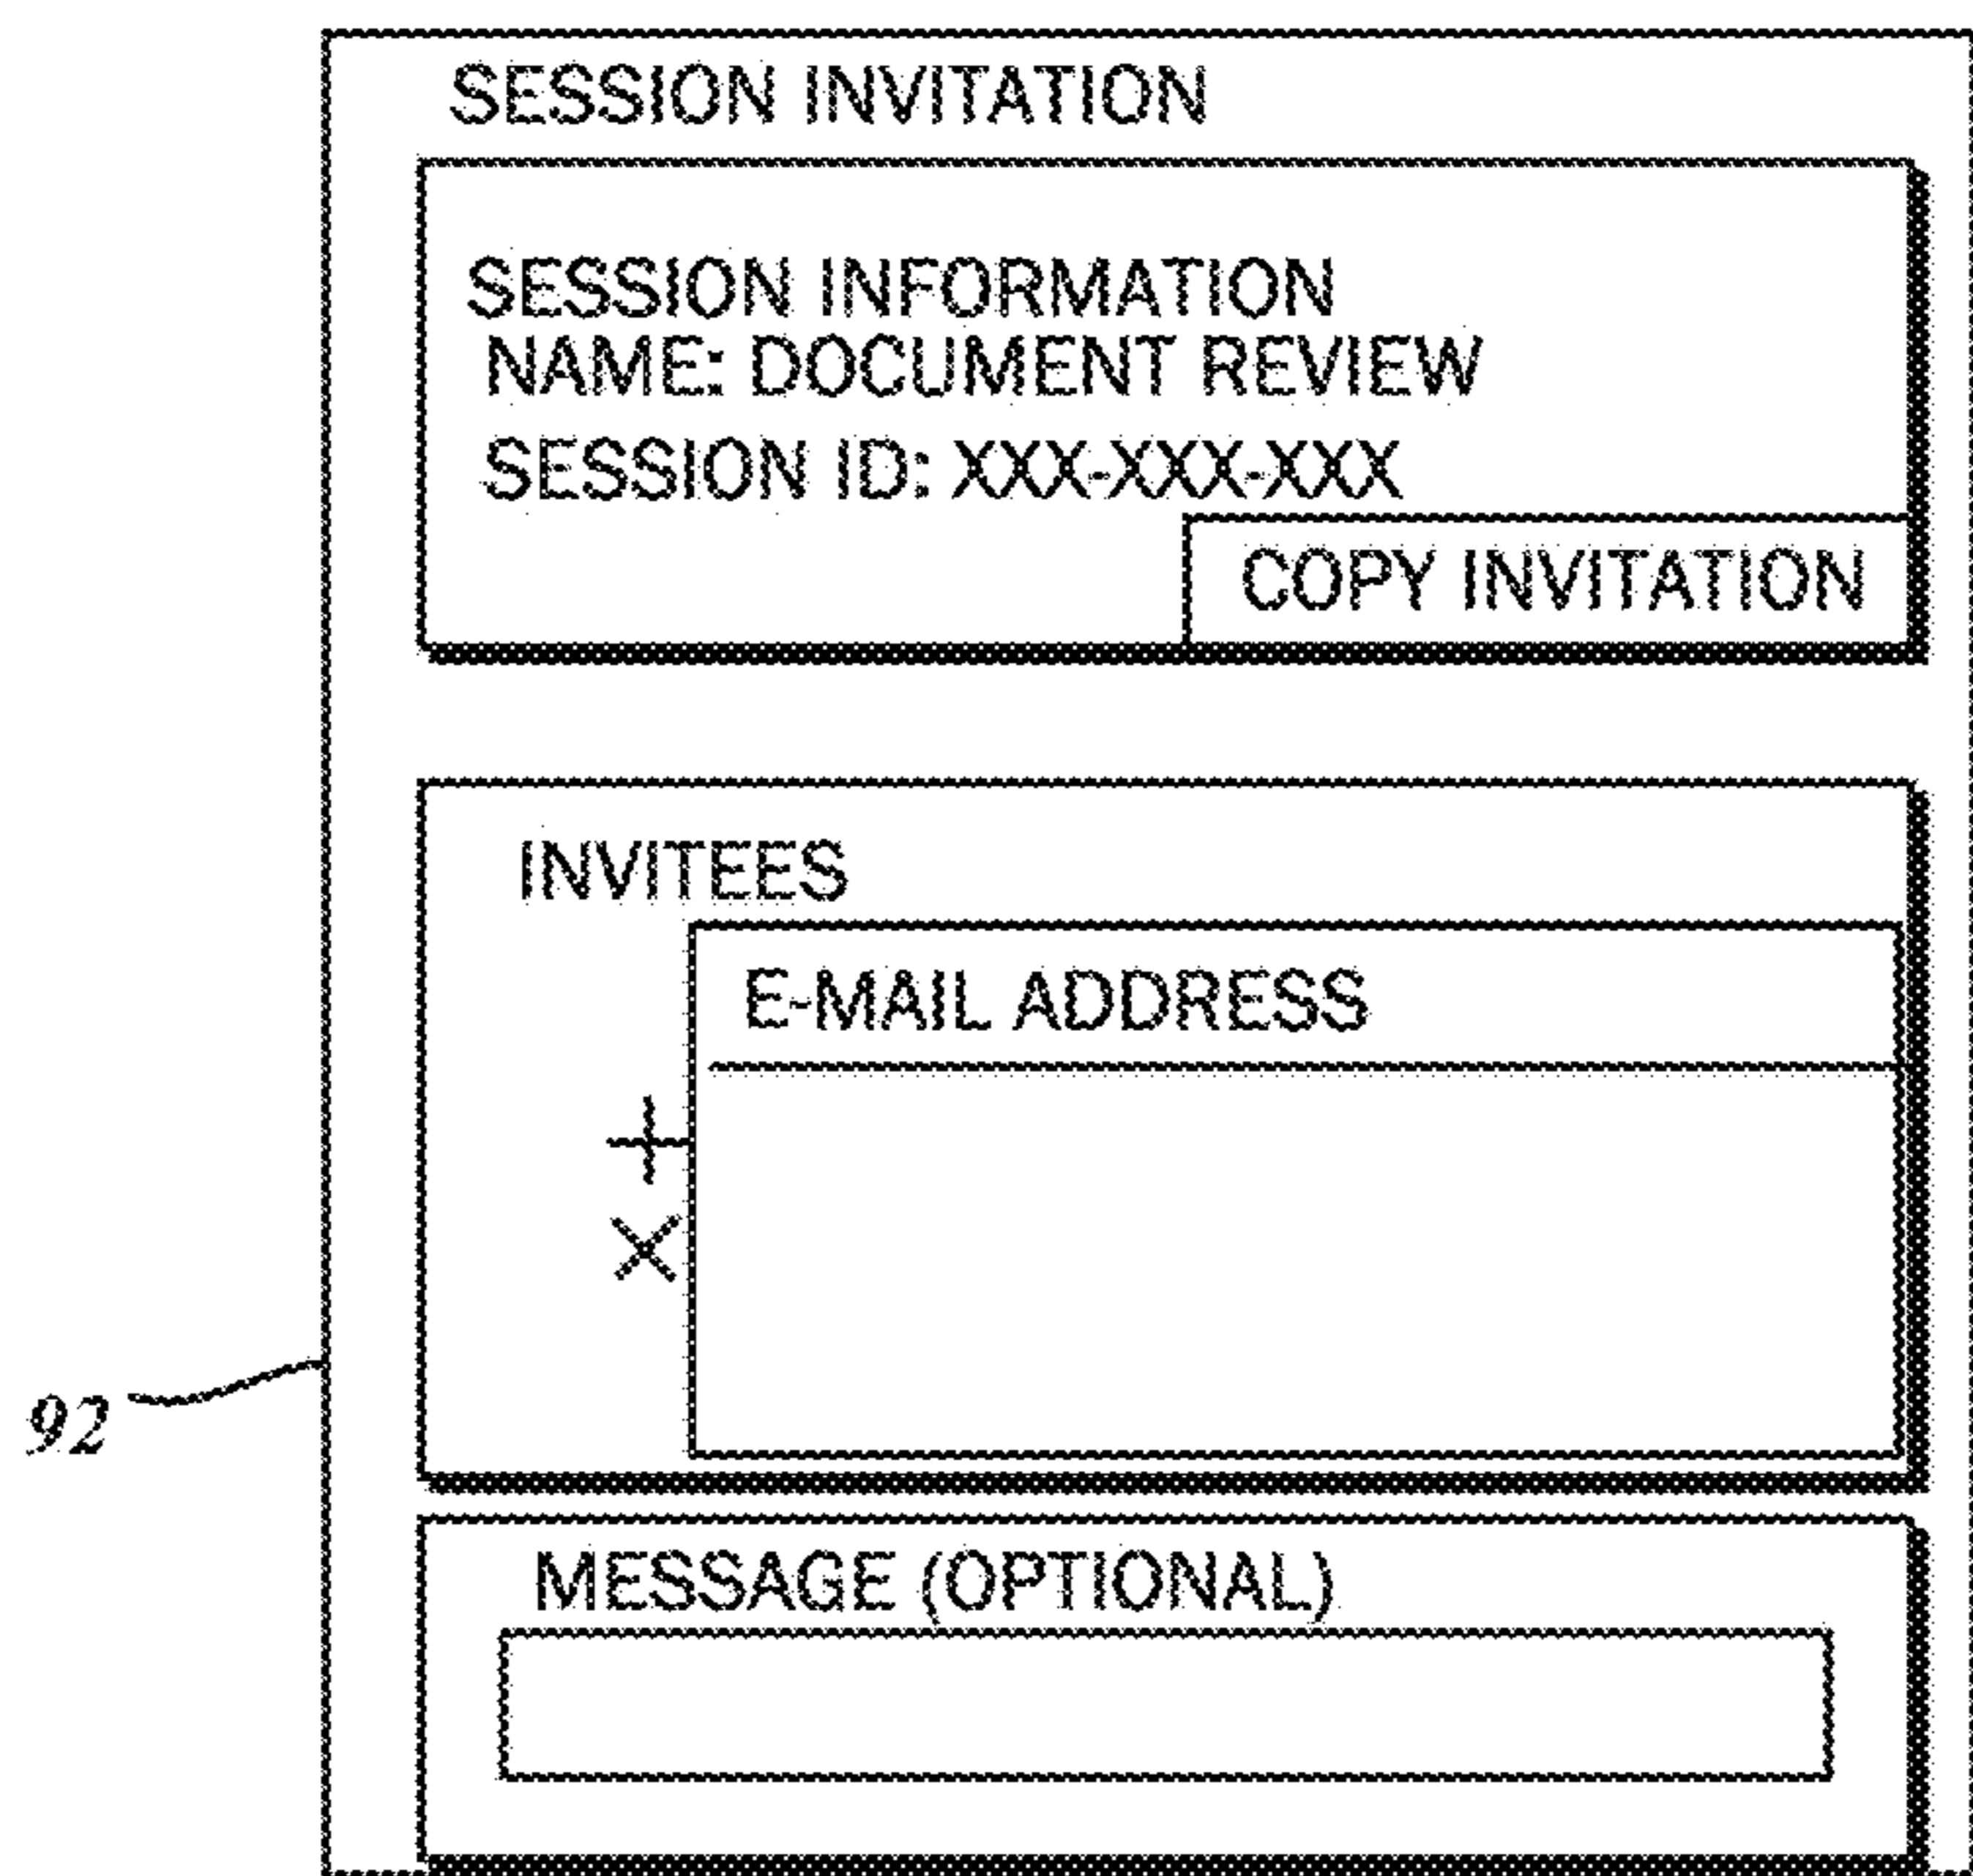 SESSION INVITATION
SESSION INFORMATION
NAME: DOCUMENT REVIEW
SESSION ID: XXX-XXX-XXX
COPY INVITATION
INVITEES
E-MAIL ADDRESS
+
X
92
MESSAGE (OPTIONAL)